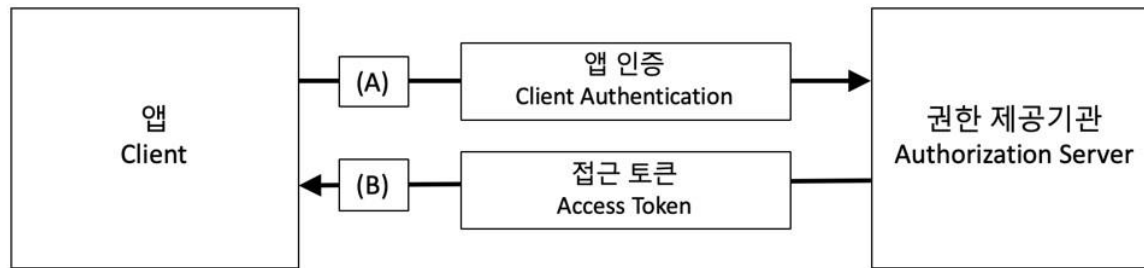 앱
Client
(A)
앱 인증
Client Authentication
(B)
접근 토큰
Access Token
권한 제공기관
Authorization Server